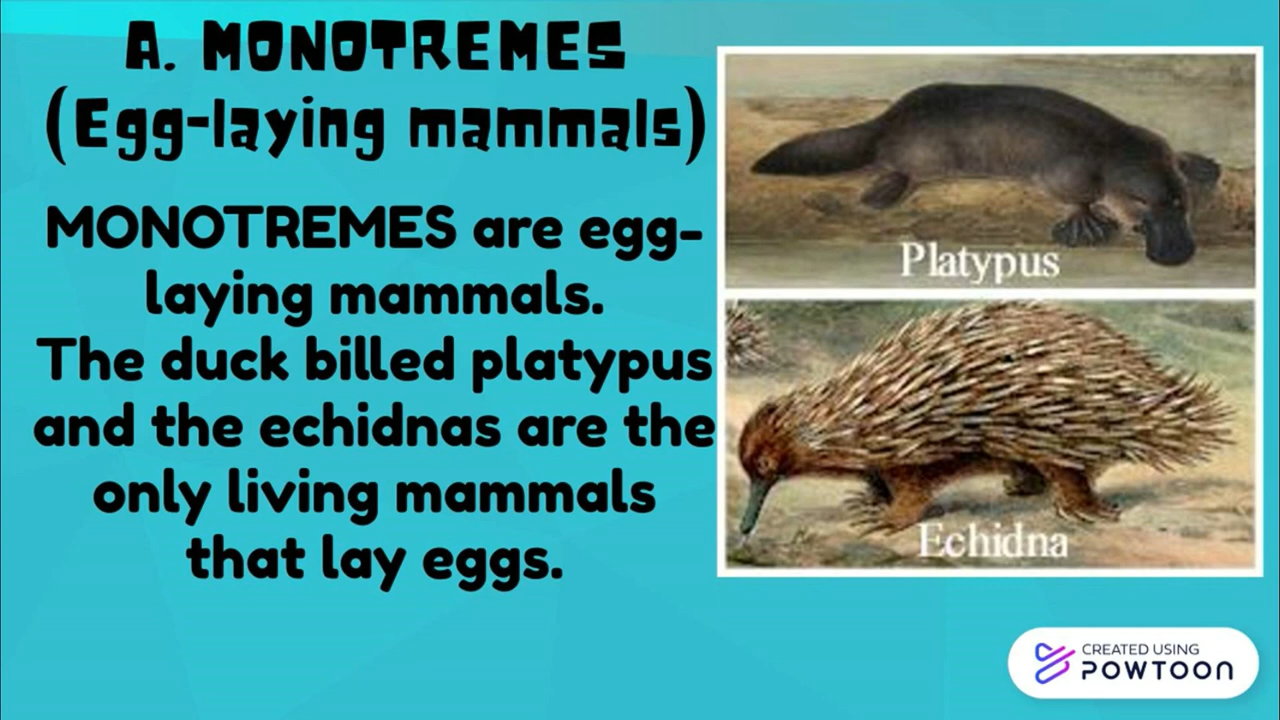 A. MONOTREMES
(Egg-laying mammals)
MONOTREMES are egg-
laying mammals.
The duck billed platypus
and the echidnas are the
only living mammals
that lay eggs.
Platypus
Echidna
CREATED USING
POWTOON